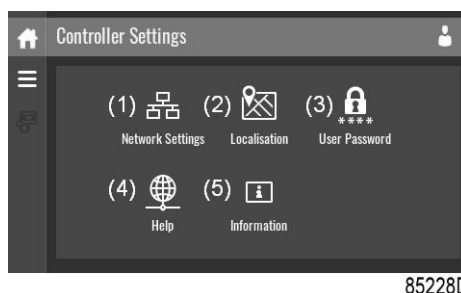 Controller Settings
(1) (2) (3)
****
Network Settings Localisation User Password
(4) (5) i
Help Information
85228D